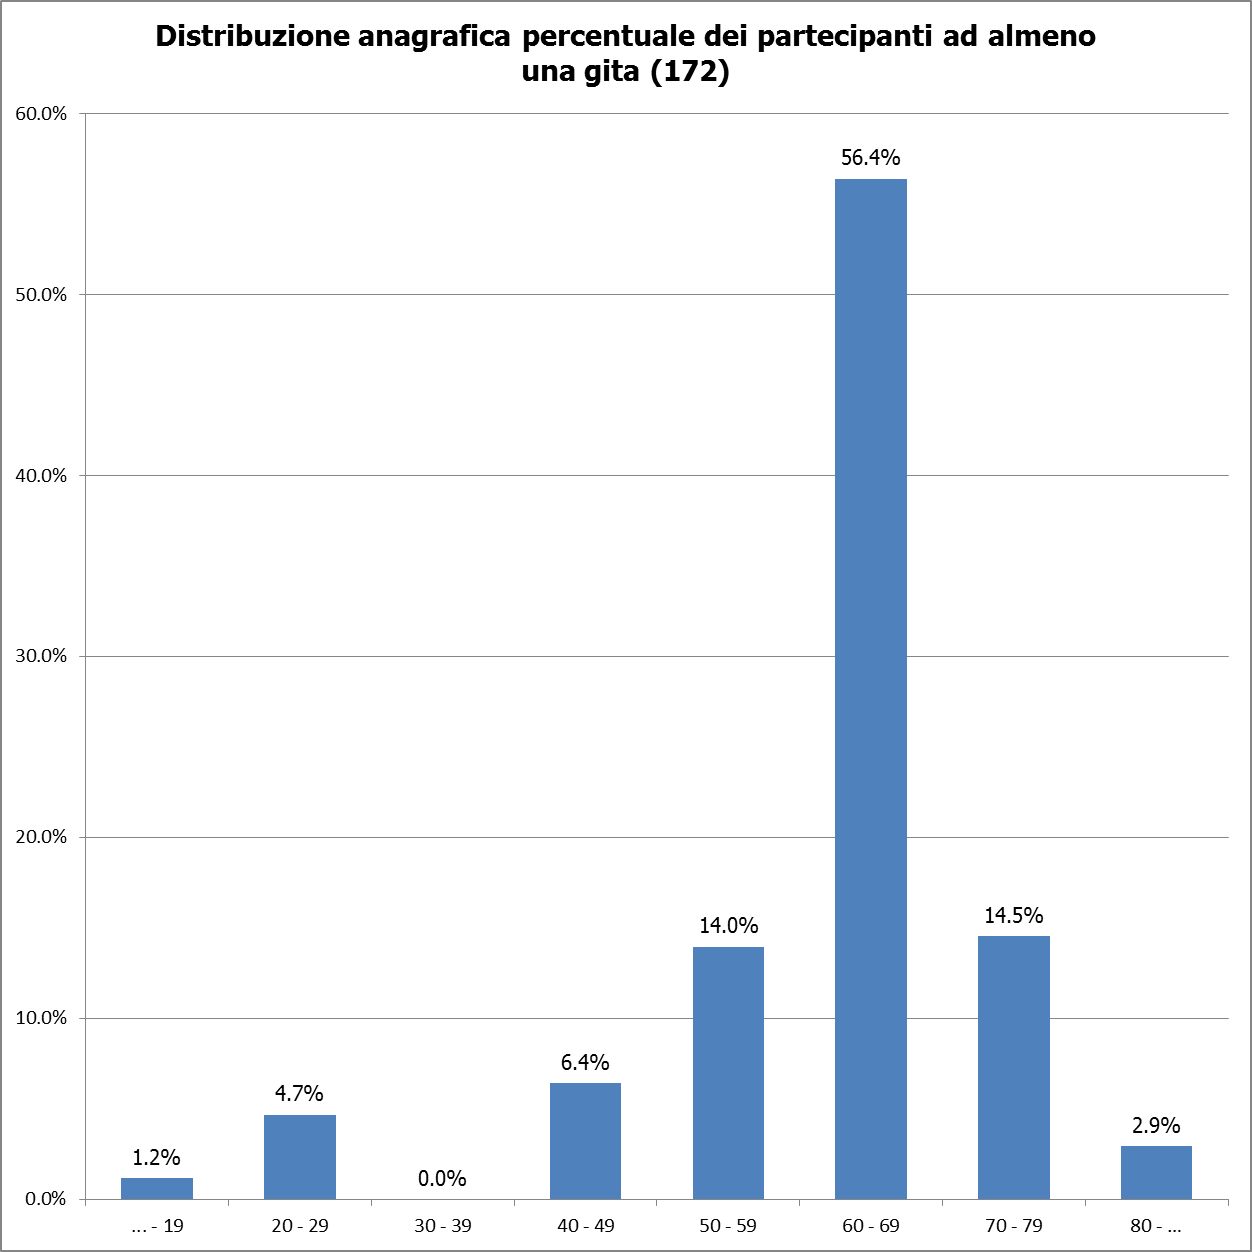 Distribuzione anagrafica percentuale dei partecipanti ad almeno
una gita (172)
60.0%
56.4%
50.0%
40.0%
30.0%
20.0%
14.0%
14.5%
10.0%
6.4%
4.7%
2.9%
1.2%
0.0%
0.0%
... - 19
20 - 29
30 - 39
40 - 49
50 - 59
60 - 69
70 - 79
80 - ...